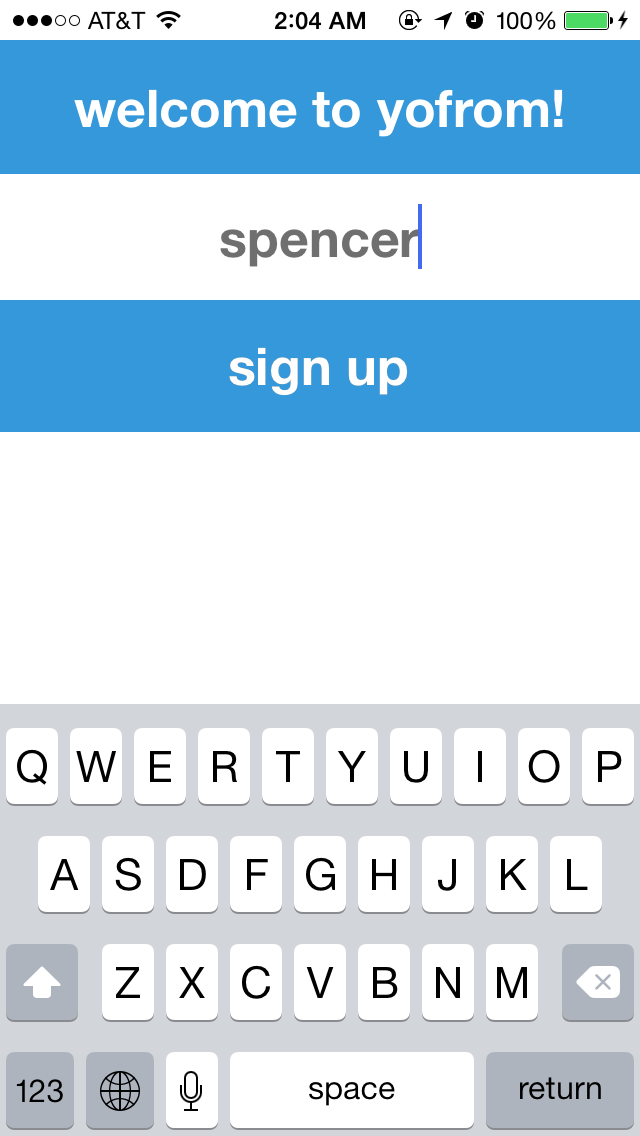 AT&T 2:04 AM 100%
welcome to yofrom!
spencer
sign up
Q W E R T Y U I O P
A S D F G H J K L
Z X C V B N M
123 space return